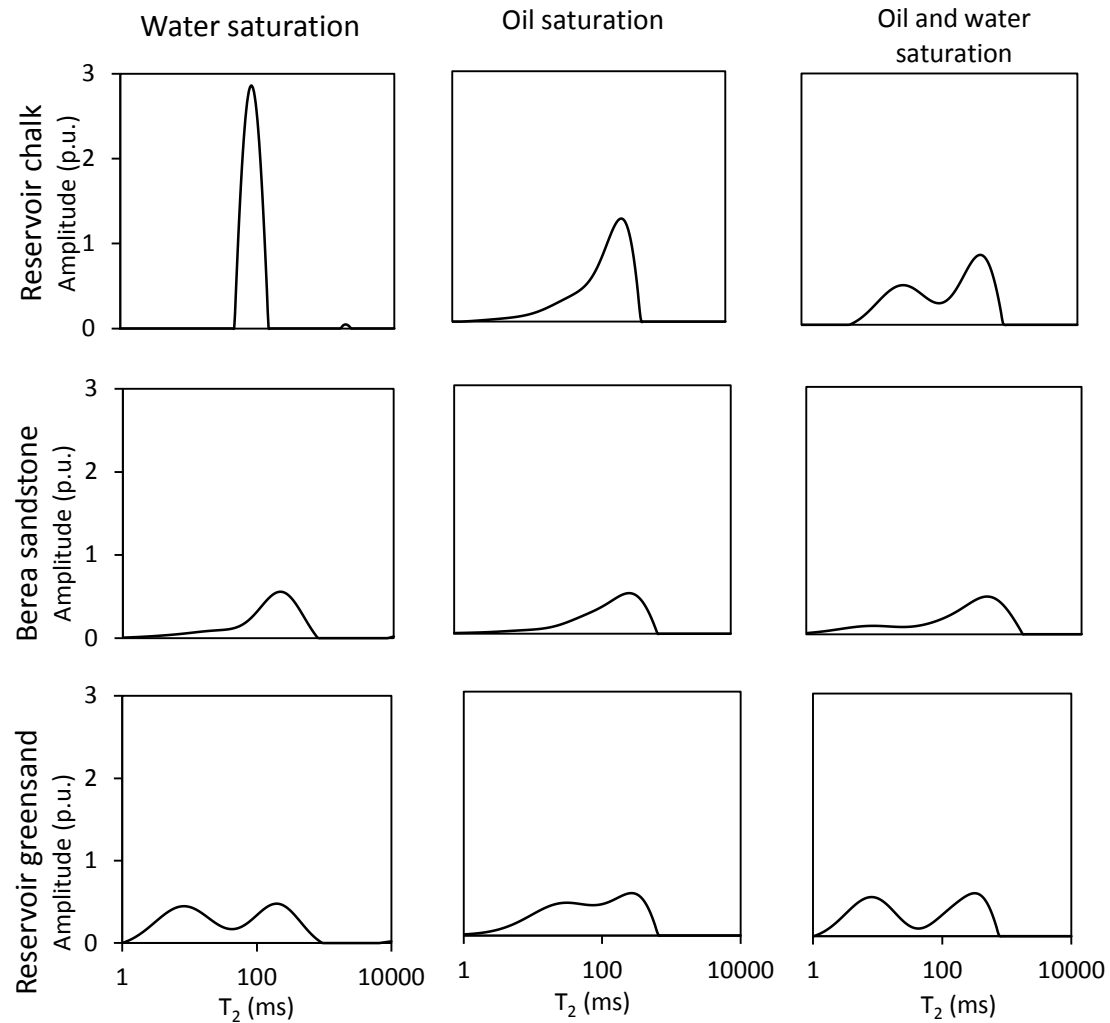 Water saturation
Oil saturation
Oil and water
saturation
Reservoir chalk
Amplitude (p.u.)
3
2
1
0
Berea sandstone
Amplitude (p.u.)
3
2
1
0
Reservoir greensand
Amplitude (p.u.)
3
2
1
0
1
100
10000
T₂ (ms)
1
100
10000
T₂ (ms)
1
100
10000
T₂ (ms)